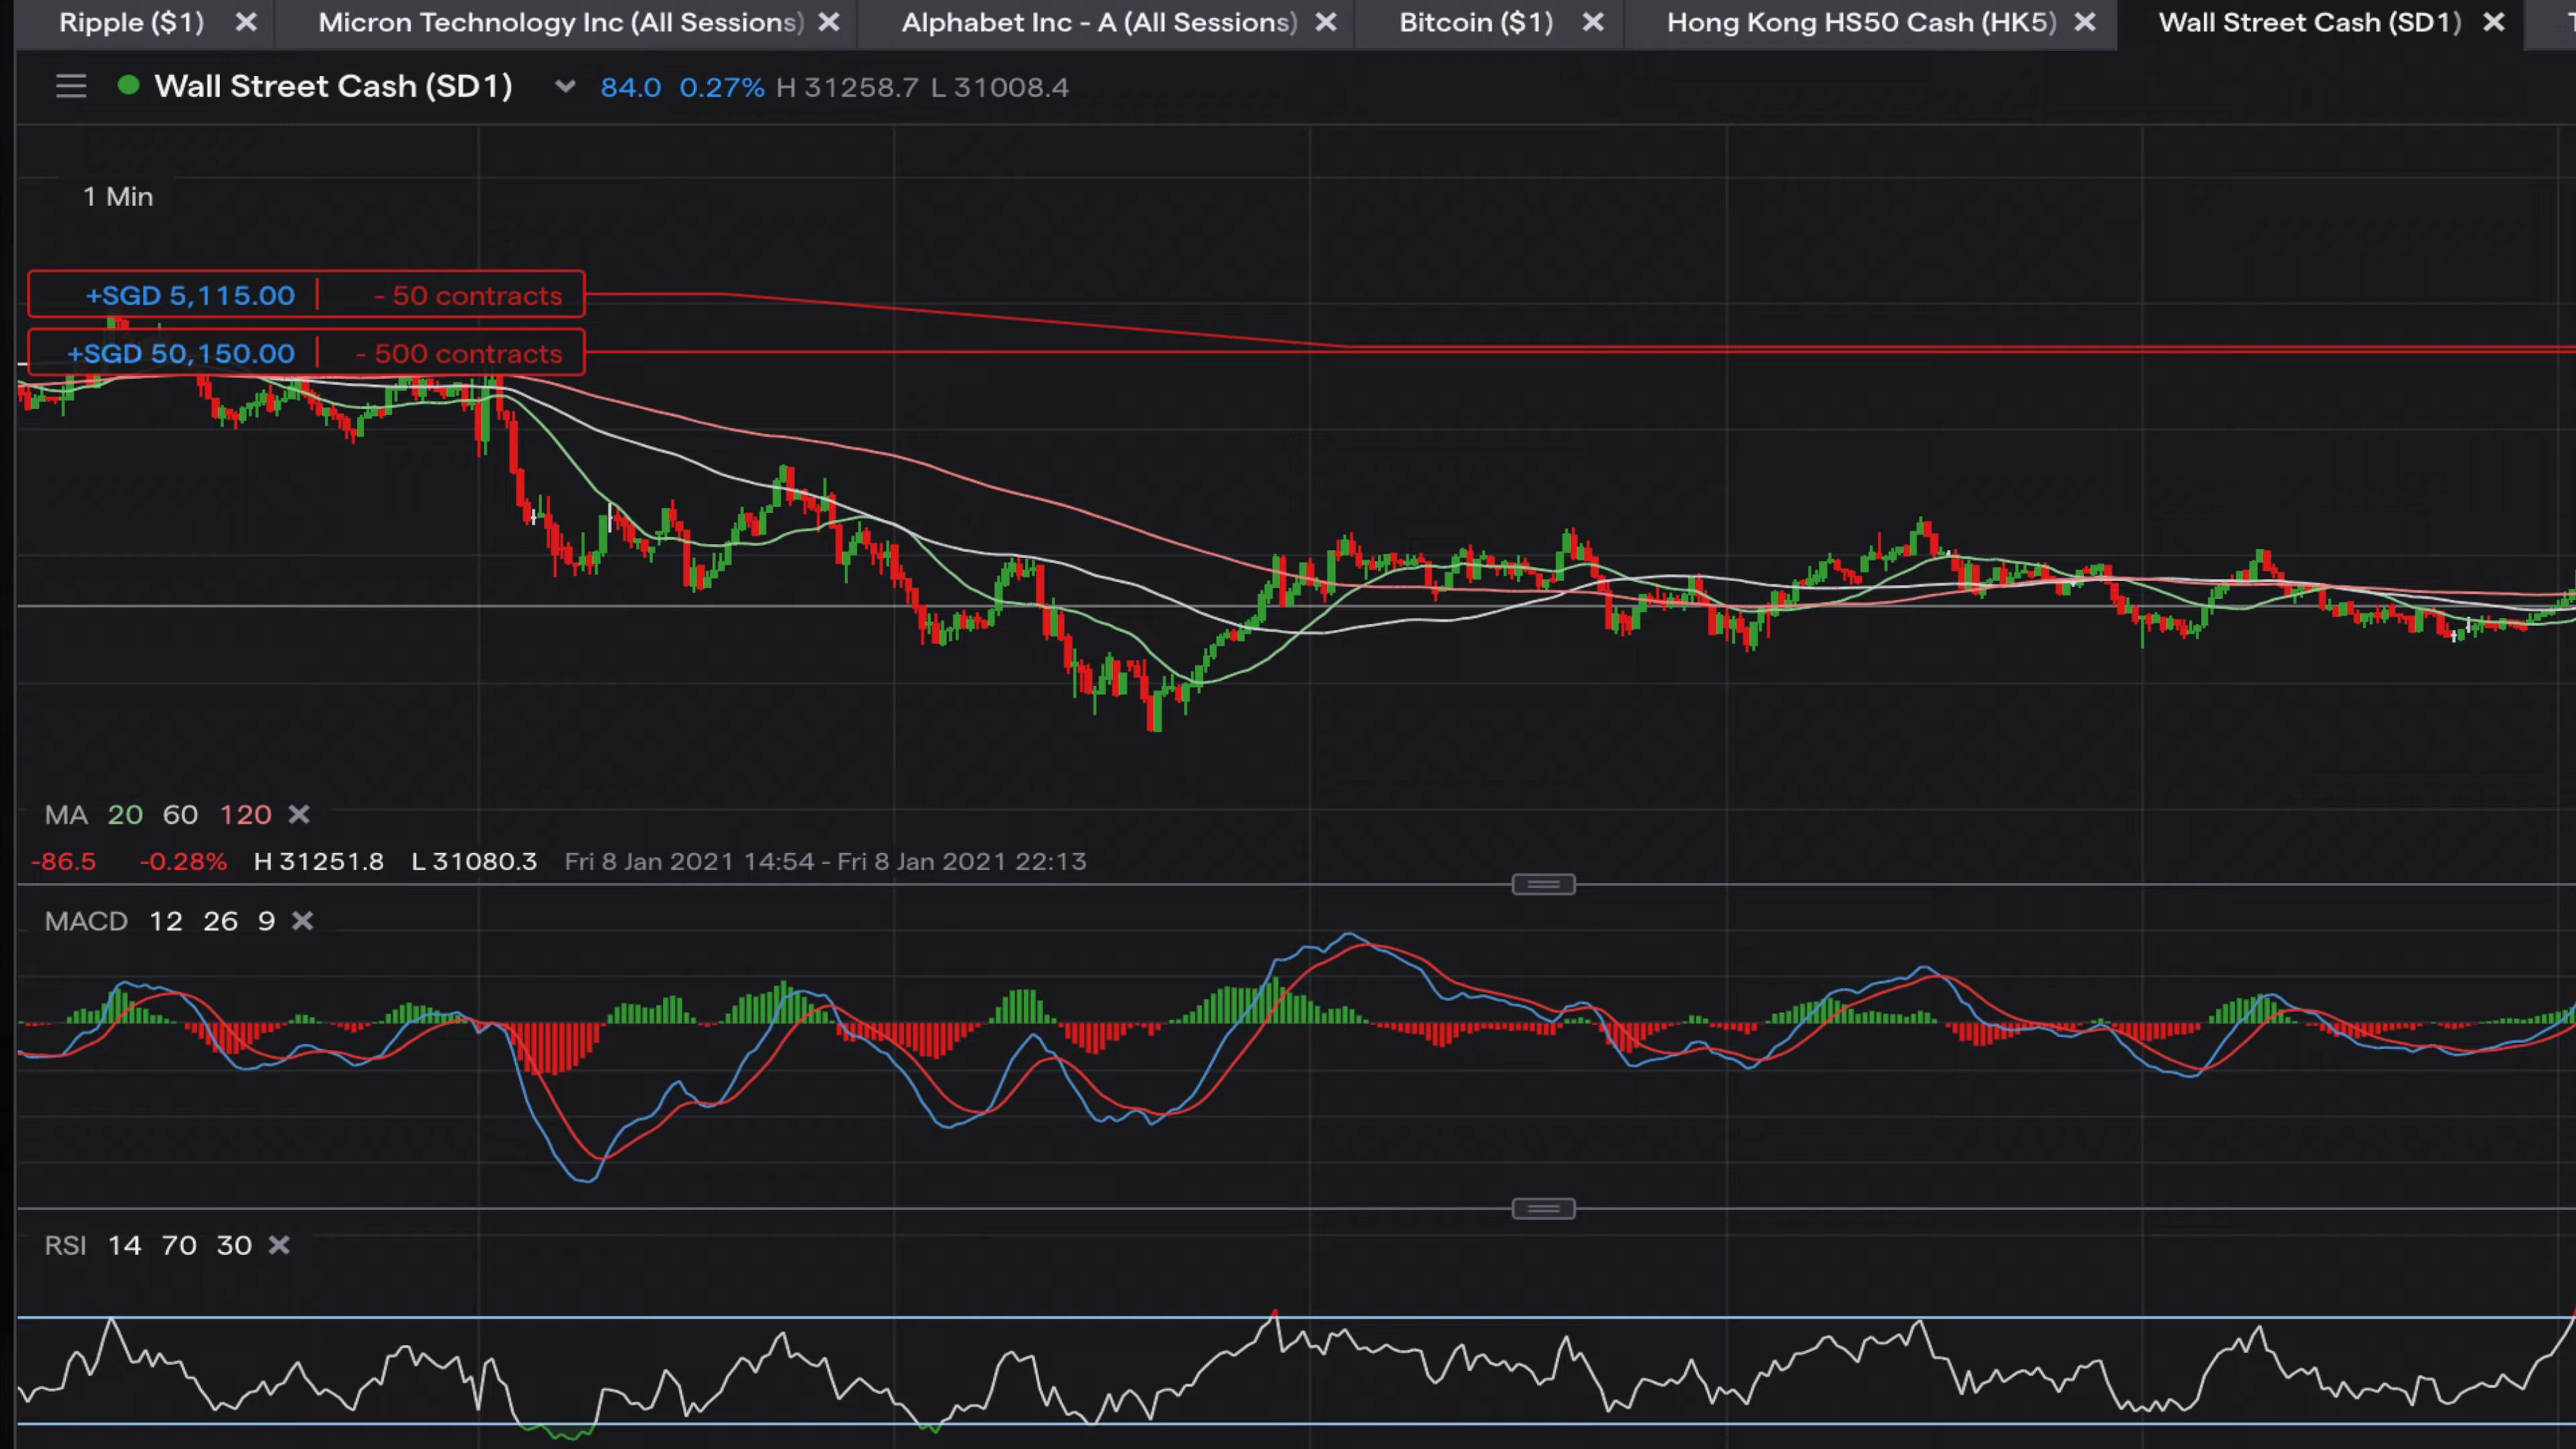 Ripple ($1) Micron Technology Inc (All Sessions) Alphabet Inc - A (All Sessions) Bitcoin ($1) Hong Kong HS50 Cash (HK5) Wall Street Cash (SD1)
Wall Street Cash (SD1) 84.0 0.27% H 31258.7 L 31008.4
1 Min
+SGD 5,115.00 - 50 contracts
+SGD 50,150.00 - 500 contracts
MA 20 60 120
-86.5 -0.28% H 31251.8 L 31080.3 Fri 8 Jan 2021 14:54 - Fri 8 Jan 2021 22:13
MACD 12 26 9
RSI 14 70 30